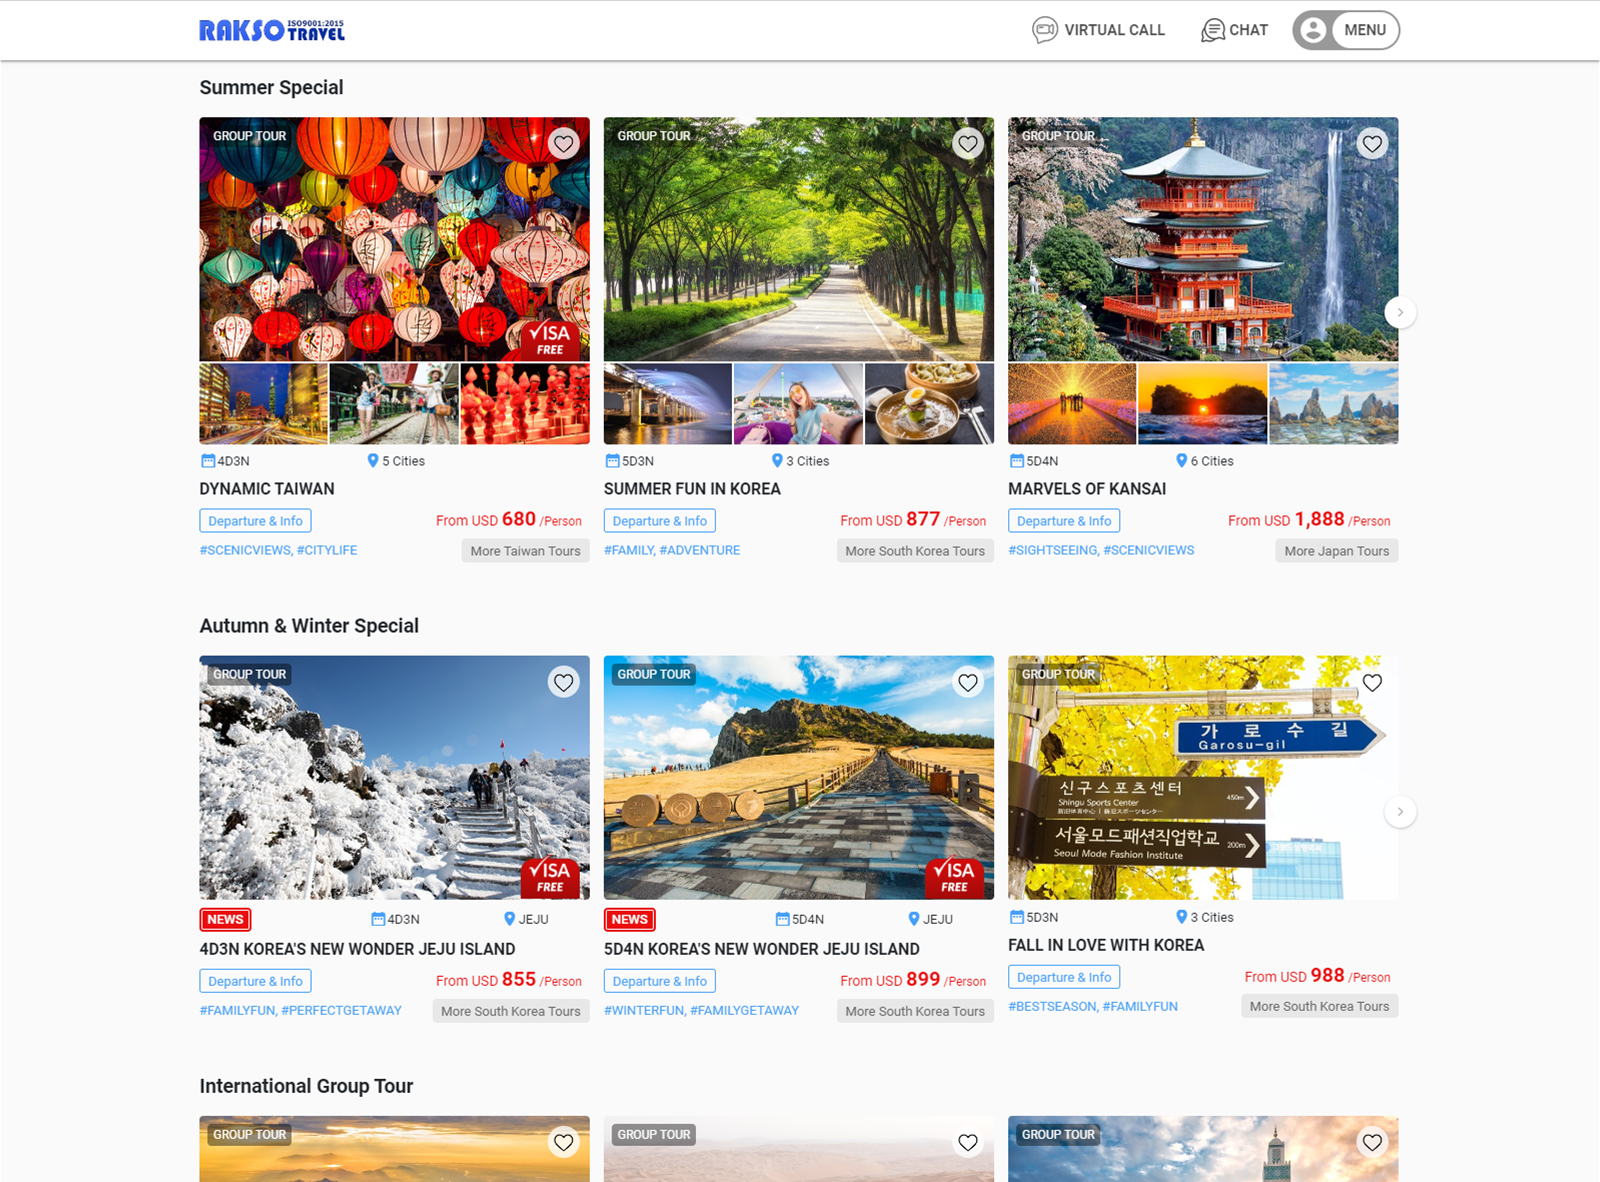 RAKSO ISO9001:2015
TRAVEL
VIRTUAL CALL
CHAT
MENU
Summer Special
GROUP TOUR
VISA
FREE
4D3N
5 Cities
DYNAMIC TAIWAN
Departure & Info
From USD 680 /Person
#SCENICVIEWS, #CITYLIFE
More Taiwan Tours
GROUP TOUR
5D3N
3 Cities
SUMMER FUN IN KOREA
Departure & Info
From USD 877 /Person
#FAMILY, #ADVENTURE
More South Korea Tours
GROUP TOUR
5D4N
6 Cities
MARVELS OF KANSAI
Departure & Info
From USD 1,888 /Person
#SIGHTSEEING, #SCENICVIEWS
More Japan Tours
Autumn & Winter Special
GROUP TOUR
VISA
FREE
NEWS
4D3N
JEJU
4D3N KOREA'S NEW WONDER JEJU ISLAND
Departure & Info
From USD 855 /Person
#FAMILYFUN, #PERFECTGETAWAY
More South Korea Tours
GROUP TOUR
VISA
FREE
NEWS
5D4N
JEJU
5D4N KOREA'S NEW WONDER JEJU ISLAND
Departure & Info
From USD 899 /Person
#WINTERFUN, #FAMILYGETAWAY
More South Korea Tours
GROUP TOUR
가로수길
Garosu-gil
신구스포츠센터
Shingu Sports Center
450m
서울모드패션직업학교
Seoul Mode Fashion Institute
200m
5D3N
3 Cities
FALL IN LOVE WITH KOREA
Departure & Info
From USD 988 /Person
#BESTSEASON, #FAMILYFUN
More South Korea Tours
International Group Tour
GROUP TOUR
GROUP TOUR
GROUP TOUR